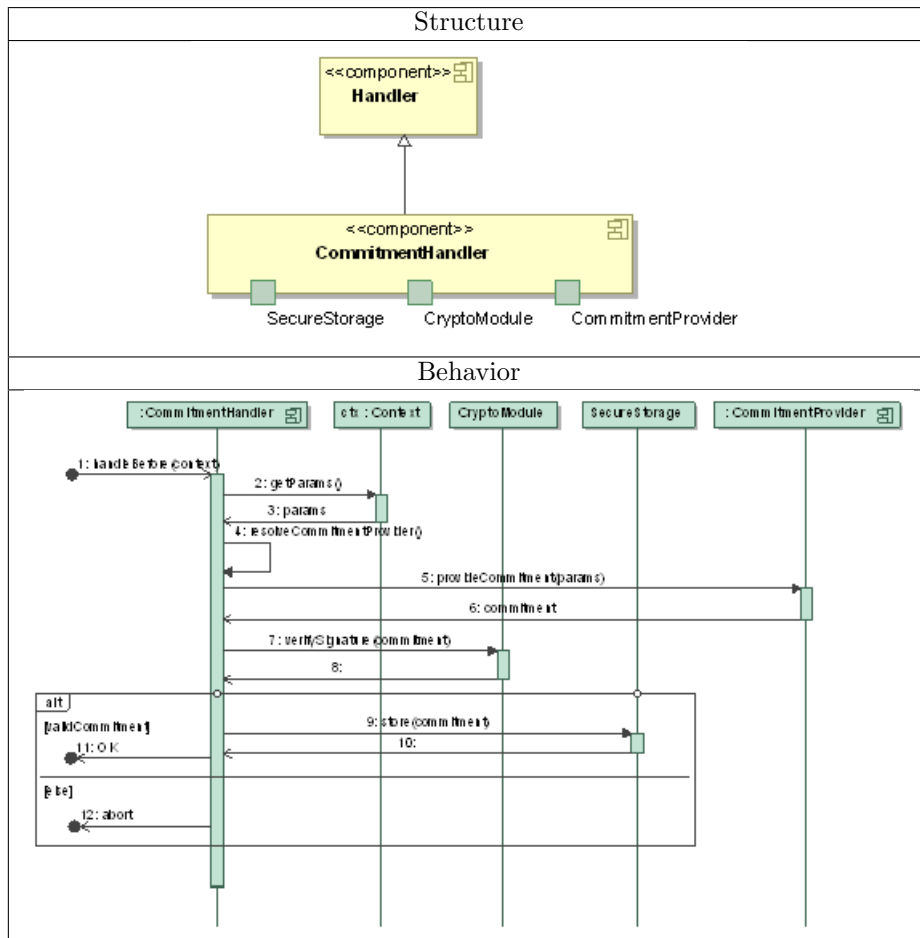 Structure
<<component>>
Handler
<<component>>
CommitmentHandler
SecureStorage CryptoModule CommitmentProvider
Behavior
:CommitmentHandler ctx : Context CryptoModule SecureStorage :CommitmentProvider
1: handleBefore(context)
2: getParams()
3: params
4: resolveCommitmentProvider()
5: provideCommitment(params)
6: commitment
7: verifySignature(commitment)
8:
alt
[validCommitment]
9: store(commitment)
10:
11: OK
[else]
12: abort